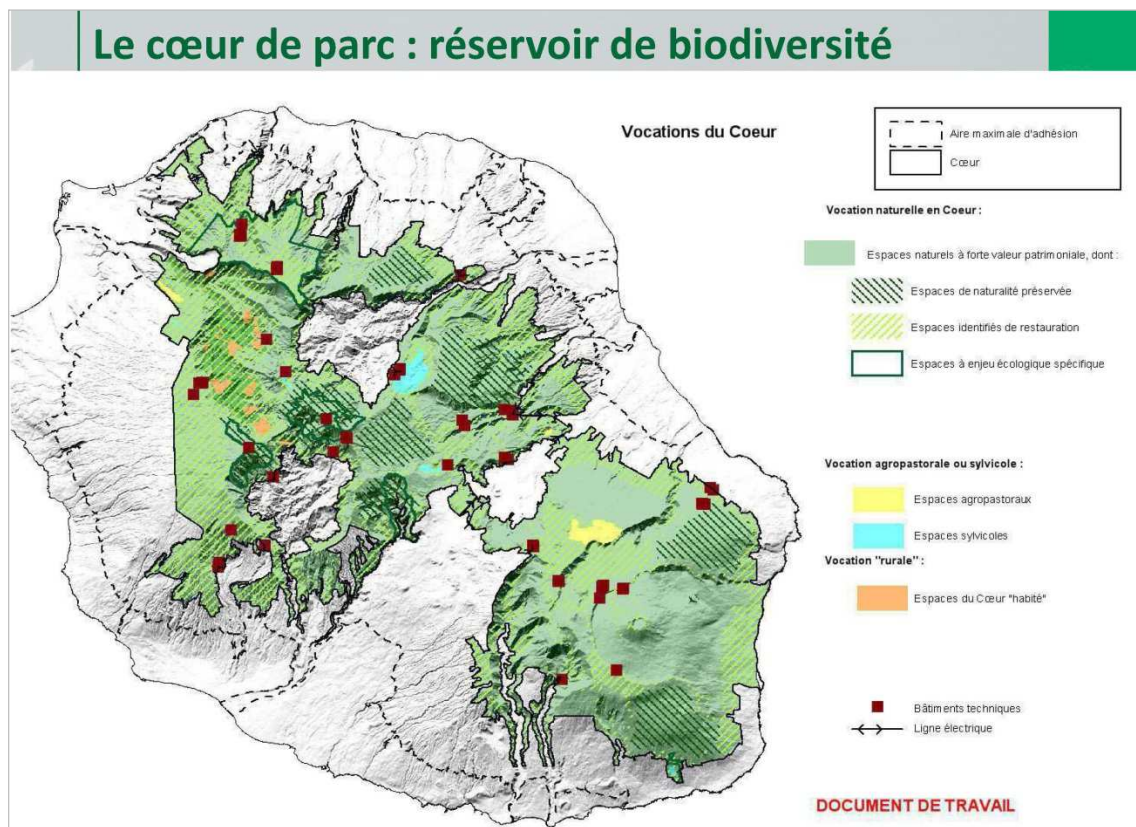 Le cœur de parc : réservoir de biodiversité
Vocations du Coeur
Aire maximale d'adhésion
Cœur
Vocation naturelle en Coeur :
Espaces naturels à forte valeur patrimoniale, dont :
Espaces de naturalité préservée
Espaces identifiés de restauration
Espaces à enjeu écologique spécifique
Vocation agropastorale ou sylvicole :
Espaces agropastoraux
Espaces sylvicoles
Vocation "rurale" :
Espaces du Cœur "habité"
Bâtiments techniques
Ligne électrique
DOCUMENT DE TRAVAIL